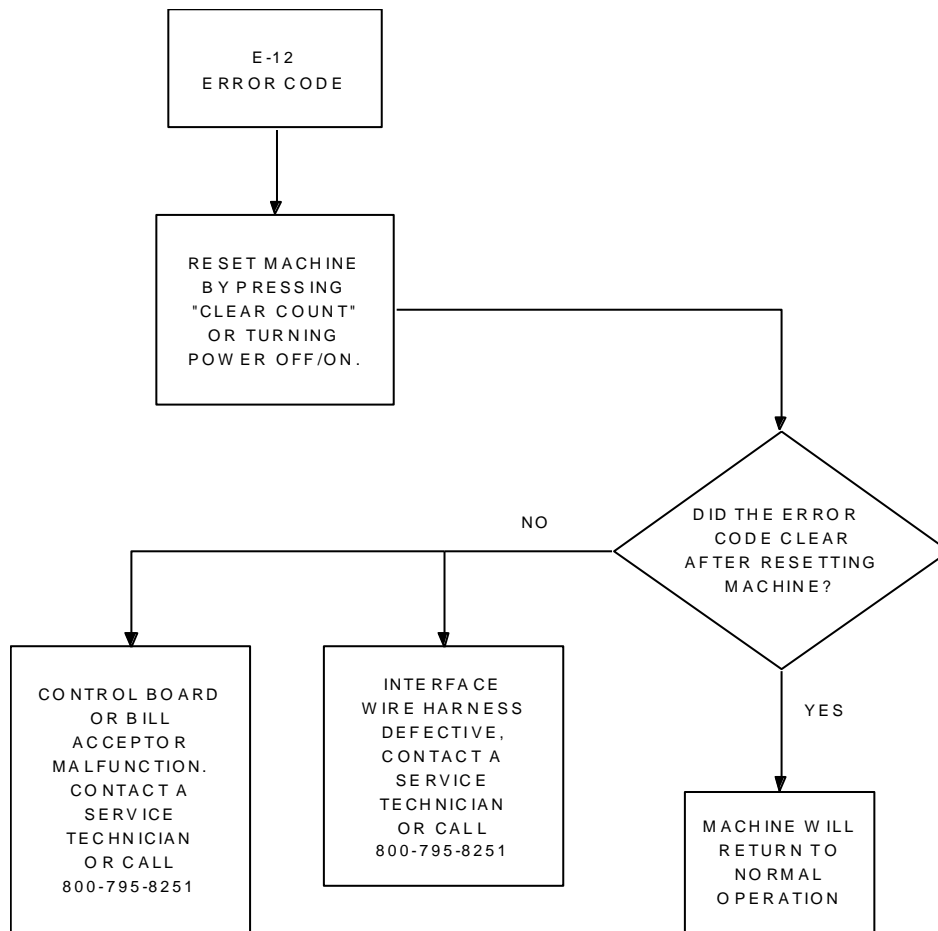 E-12
ERROR CODE
RESET MACHINE
BY PRESSING
"CLEAR COUNT"
OR TURNING
POWER OFF/ON.
DID THE ERROR
CODE CLEAR
AFTER RESETTING
MACHINE?
NO
YES
CONTROL BOARD
OR BILL
ACCEPTOR
MALFUNCTION.
CONTACT A
SERVICE
TECHNICIAN
OR CALL
800-795-8251
INTERFACE
WIRE HARNESS
DEFECTIVE,
CONTACT A
SERVICE
TECHNICIAN
OR CALL
800-795-8251
MACHINE WILL
RETURN TO
NORMAL
OPERATION